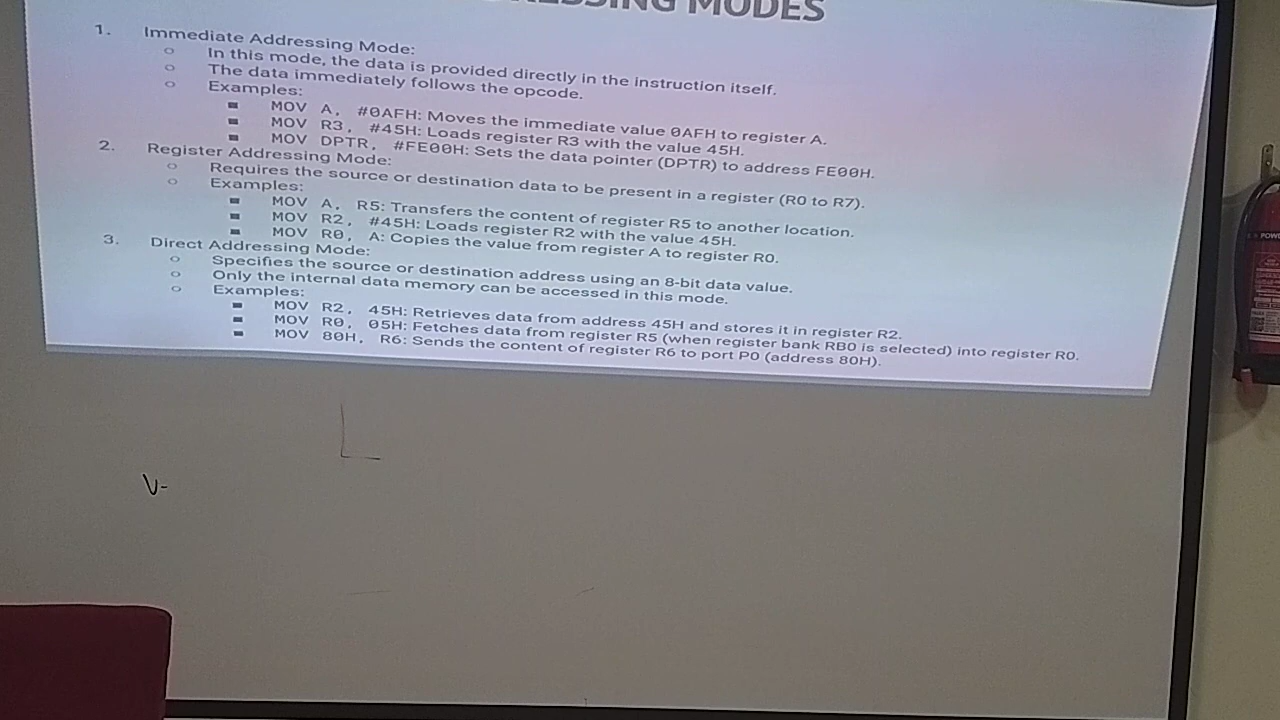 MODES
1. Immediate Addressing Mode:
○ In this mode, the data is provided directly in the instruction itself.
○ The data immediately follows the opcode.
○ Examples:
■ MOV A, #0AFH: Moves the immediate value 0AFH to register A.
■ MOV R3, #45H: Loads register R3 with the value 45H.
■ MOV DPTR, #FE00H: Sets the data pointer (DPTR) to address FE00H.
2. Register Addressing Mode:
○ Requires the source or destination data to be present in a register (R0 to R7).
○ Examples:
■ MOV A, R5: Transfers the content of register R5 to another location.
■ MOV R2, #45H: Loads register R2 with the value 45H.
■ MOV R0, A: Copies the value from register A to register R0.
3. Direct Addressing Mode:
○ Specifies the source or destination address using an 8-bit data value.
○ Only the internal data memory can be accessed in this mode.
○ Examples:
■ MOV R2, 45H: Retrieves data from address 45H and stores it in register R2.
■ MOV R0, 05H: Fetches data from register R5 (when register bank RB0 is selected) into register R0.
■ MOV 80H, R6: Sends the content of register R6 to port P0 (address 80H).